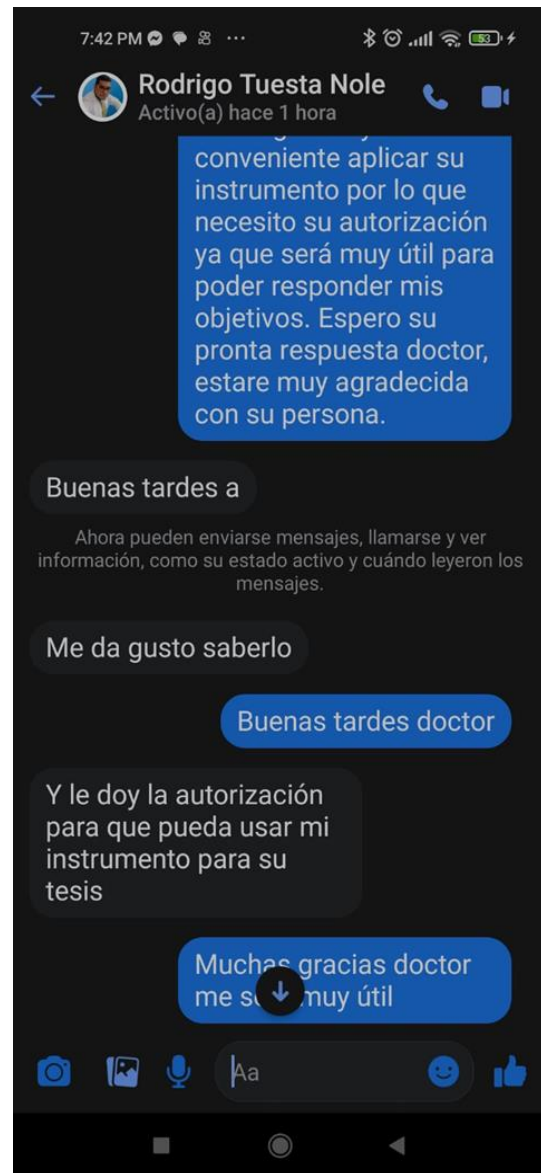 7:42 PM
53
Rodrigo Tuesta Nole
Activo(a) hace 1 hora
conveniente aplicar su
instrumento por lo que
necesito su autorización
ya que será muy útil para
poder responder mis
objetivos. Espero su
pronta respuesta doctor,
estare muy agradecida
con su persona.
Buenas tardes a
Ahora pueden enviarse mensajes, llamarse y ver
información, como su estado activo y cuándo leyeron los
mensajes.
Me da gusto saberlo
Buenas tardes doctor
Y le doy la autorización
para que pueda usar mi
instrumento para su
tesis
Muchas gracias doctor
me muy útil
Aa